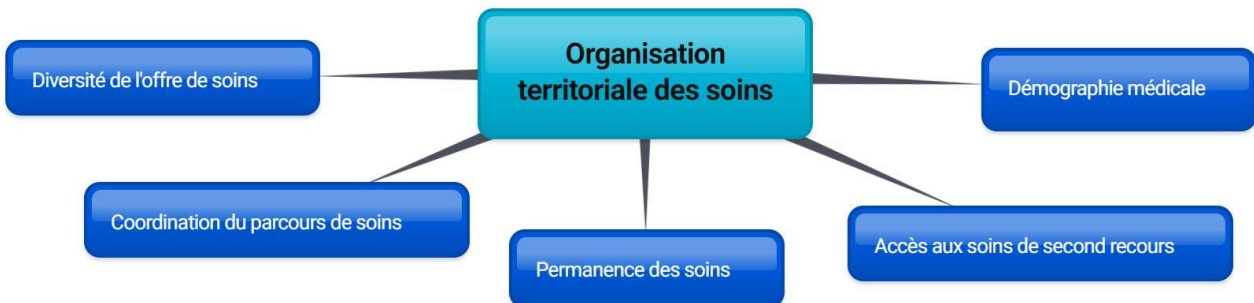 Organisation
territoriale des soins
Diversité de l'offre de soins
Démographie médicale
Coordination du parcours de soins
Permanence des soins
Accès aux soins de second recours